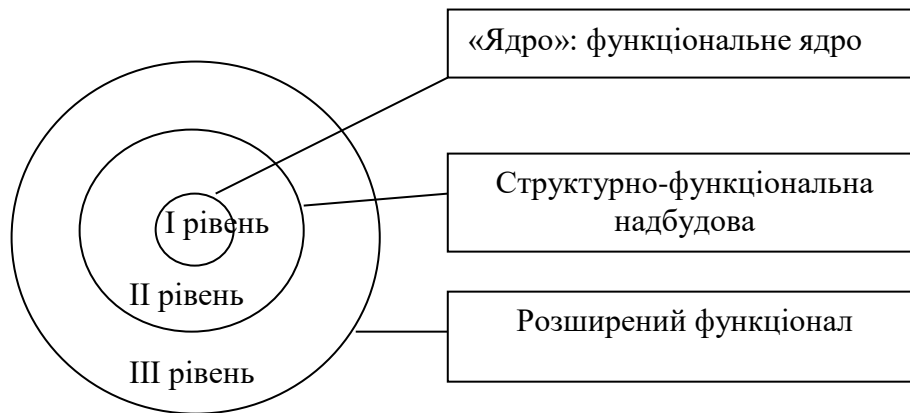 «Ядро»: функціональне ядро
Структурно-функціональна
надбудова
І рівень
ІІ рівень
Розширений функціонал
ІІІ рівень